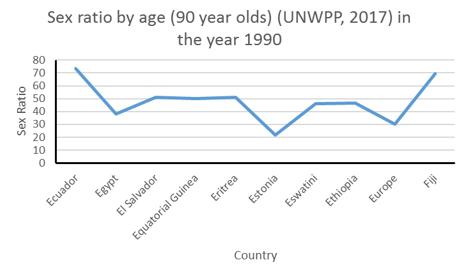 Sex ratio by age (90 year olds) (UNWPP, 2017) in
the year 1990
80
70
60
50
40
30
20
10
0
Sex Ratio
Ecuador
Egypt
El Salvador
Equatorial Guinea
Eritrea
Estonia
Eswatini
Ethiopia
Europe
Fiji
Country